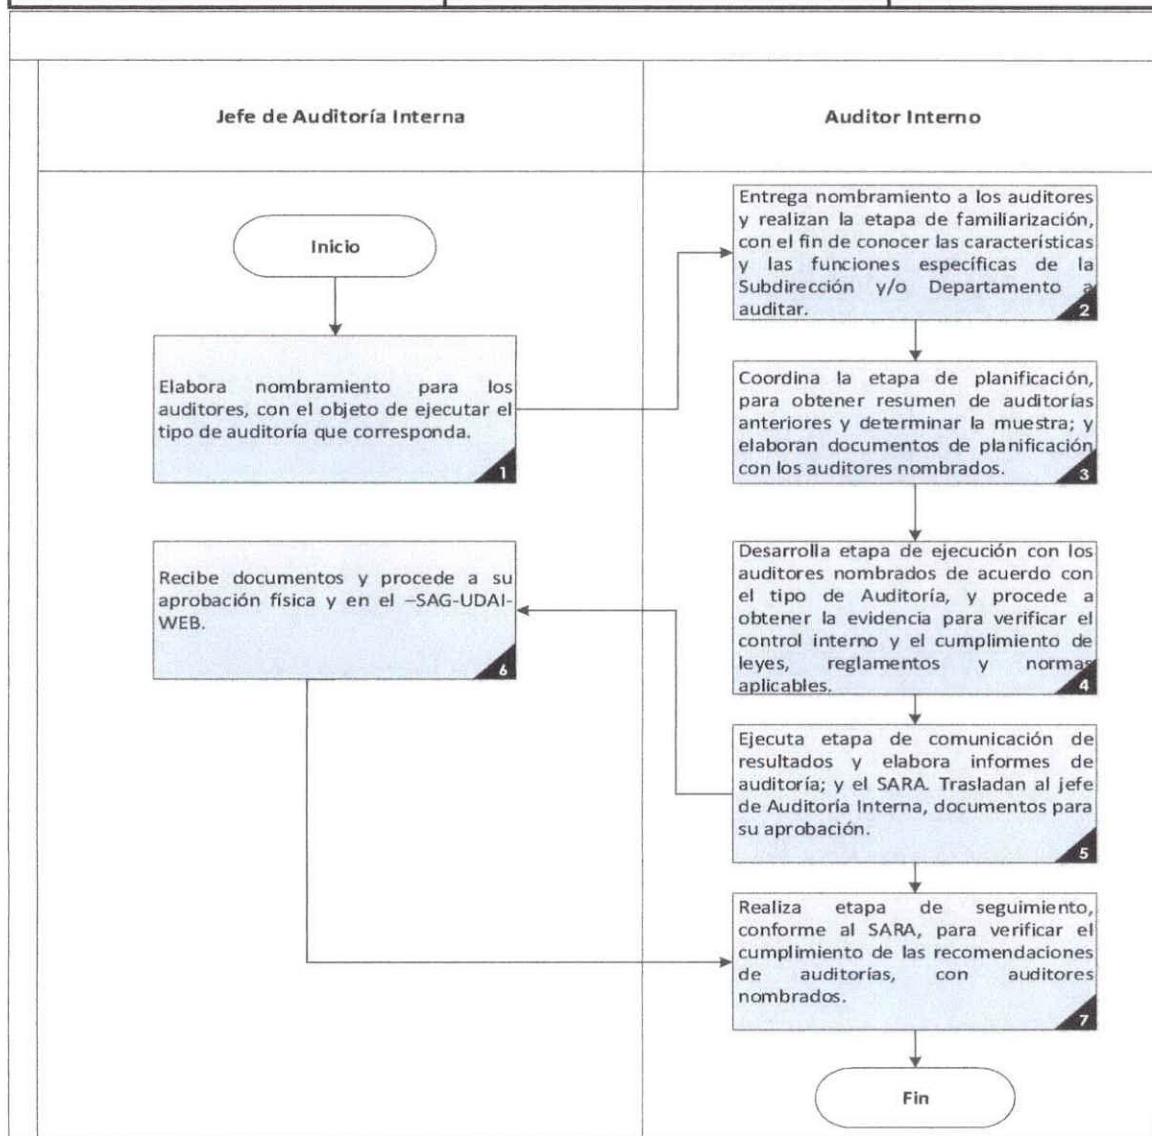 Jefe de Auditoría Interna
Auditor Interno
Inicio
Elabora nombramiento para los
auditores, con el objeto de ejecutar el
tipo de auditoría que corresponda.
1
Entrega nombramiento a los auditores
y realizan la etapa de familiarización,
con el fin de conocer las características
y las funciones específicas de la
Subdirección y/o Departamento a
auditar.
2
Coordina la etapa de planificación,
para obtener resumen de auditorías
anteriores y determinar la muestra; y
elaboran documentos de planificación
con los auditores nombrados.
3
Desarrolla etapa de ejecución con los
auditores nombrados de acuerdo con
el tipo de Auditoría, y procede a
obtener la evidencia para verificar el
control interno y el cumplimiento de
leyes, reglamentos y normas
aplicables.
4
Ejecuta etapa de comunicación de
resultados y elabora informes de
auditoría; y el SARA. Trasladan al jefe
de Auditoría Interna, documentos para
su aprobación.
5
Recibe documentos y procede a su
aprobación física y en el –SAG-UDAI-
WEB.
6
Realiza etapa de seguimiento,
conforme al SARA, para verificar el
cumplimiento de las recomendaciones
de auditorías, con auditores
nombrados.
7
Fin